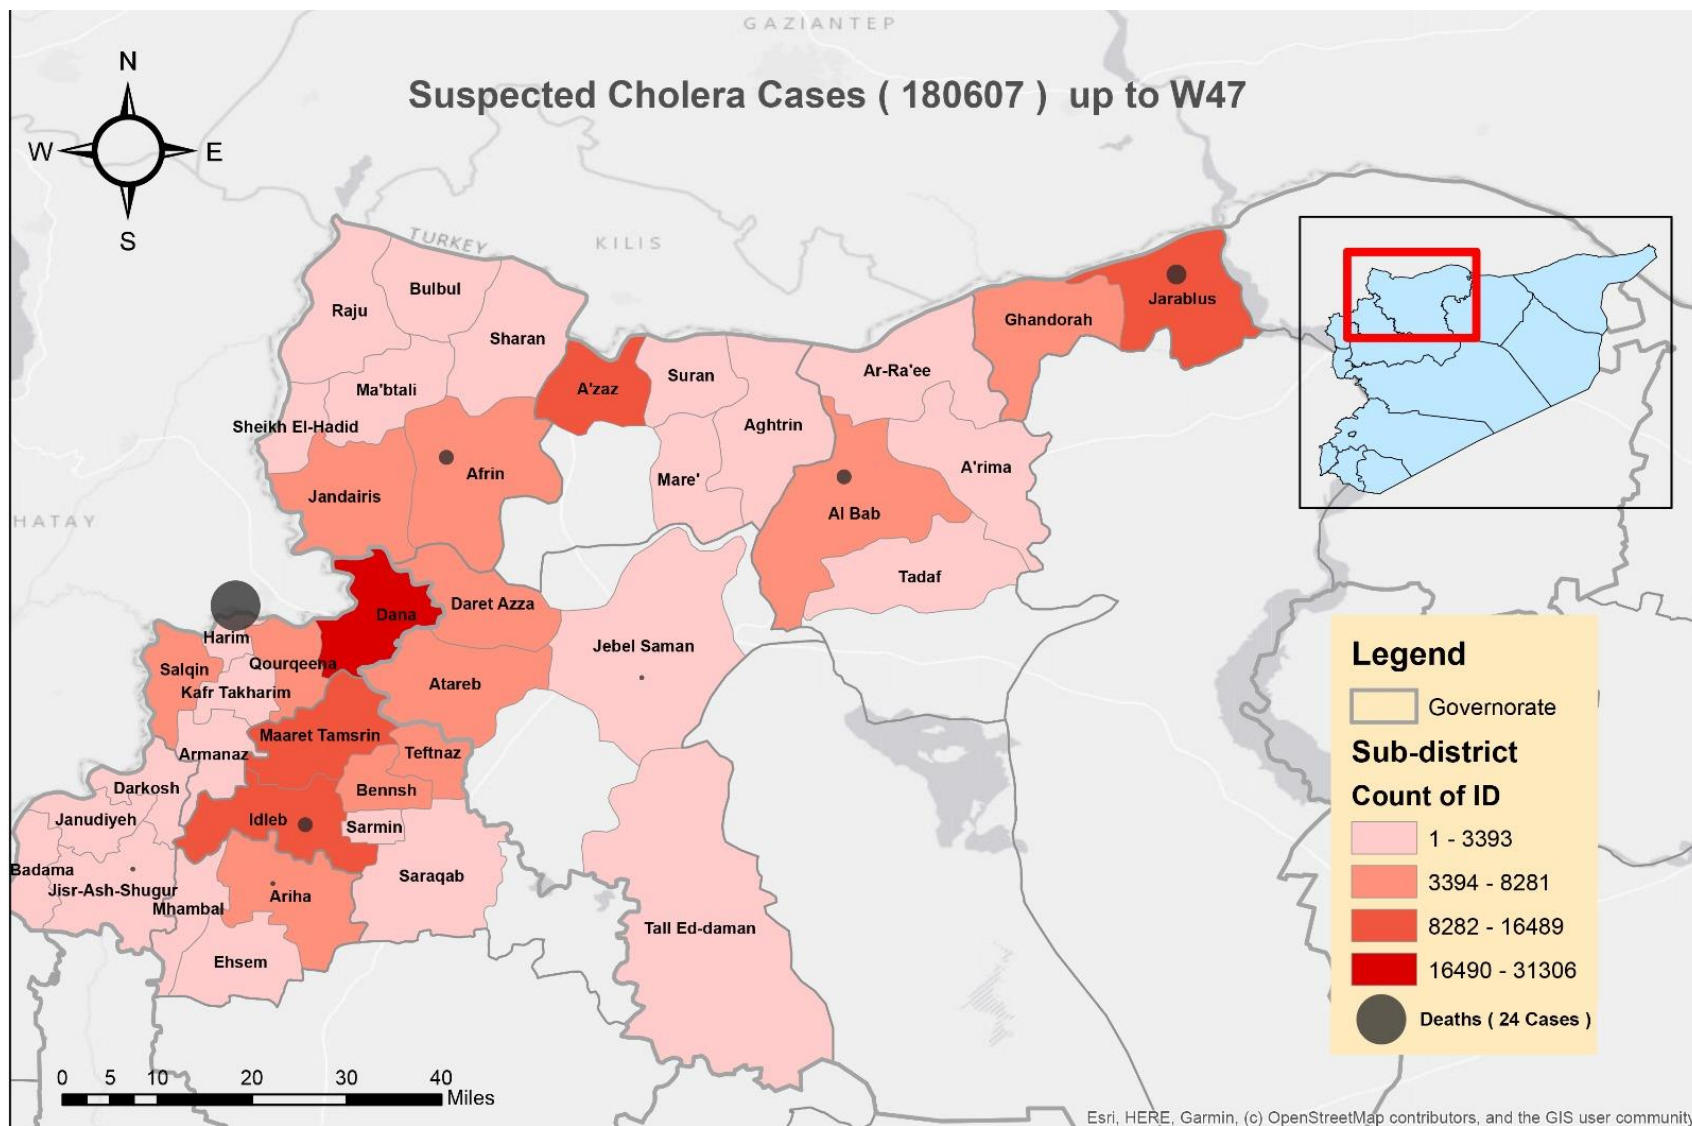 GAZIANTEP
N
W
E
S
Suspected Cholera Cases ( 180607 )  up to W47
TURKEY
KILIS
HATAY
Raju
Bulbul
Sharan
Ma'btali
Sheikh El-Hadid
A'zaz
Suran
Aghtrin
Mare'
Ar-Ra'ee
Ghandorah
Jarablus
A'rima
Afrin
Jandairis
Al Bab
Tadaf
Dana
Daret Azza
Harim
Salqin
Qourqeena
Kafr Takharim
Atareb
Jebel Saman
Maaret Tamsrin
Armanaz
Teftnaz
Darkosh
Bennsh
Janudiyeh
Idleb
Sarmin
Badama
Jisr-Ash-Shugur
Mhambal
Ariha
Saraqab
Ehsem
Tall Ed-daman
Legend
Governorate
Sub-district
Count of ID
1 - 3393
3394 - 8281
8282 - 16489
16490 - 31306
Deaths ( 24 Cases )
0 5 10 20 30 40
Miles
Esri, HERE, Garmin, (c) OpenStreetMap contributors, and the GIS user community